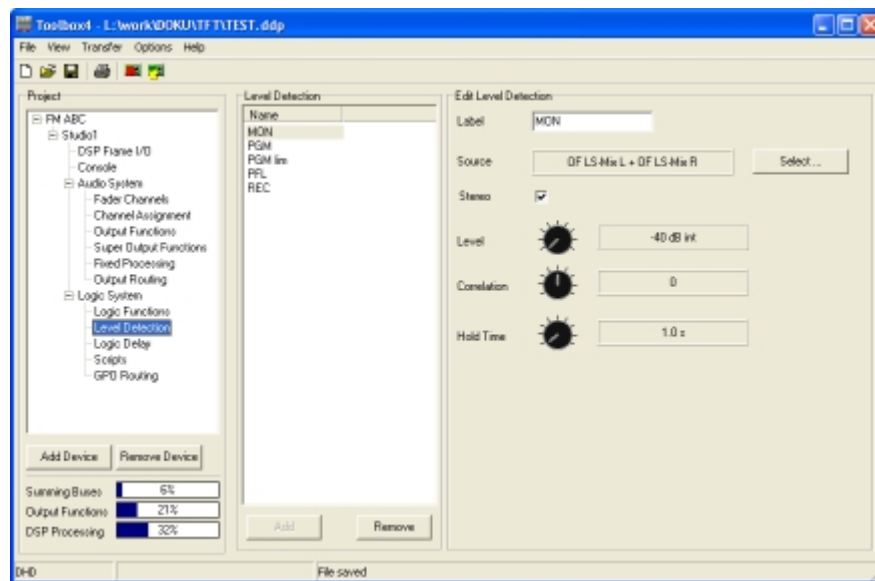 Toolbox4 - L:\work\DOKU\TFT\TEST.ddp
File View Transfer Options Help
Project
FM ABC
Studio1
DSP Frame I/O
Console
Audio System
Fader Channels
Channel Assignment
Output Functions
Super Output Functions
Fixed Processing
Output Routing
Logic System
Logic Functions
Level Detection
Logic Delay
Scripts
GPO Routing
Add Device Remove Device
Summing Buses 6%
Output Functions 21%
DSP Processing 32%
Level Detection
Name
MON
PGM
PGM lim
PFL
REC
Add Remove
Edit Level Detection
Label MON
Source OF LS-Mix L + OF LS-Mix R Select...
Stereo
Level -40 dB int
Correlation 0
Hold Time 1.0 s
DHD File saved